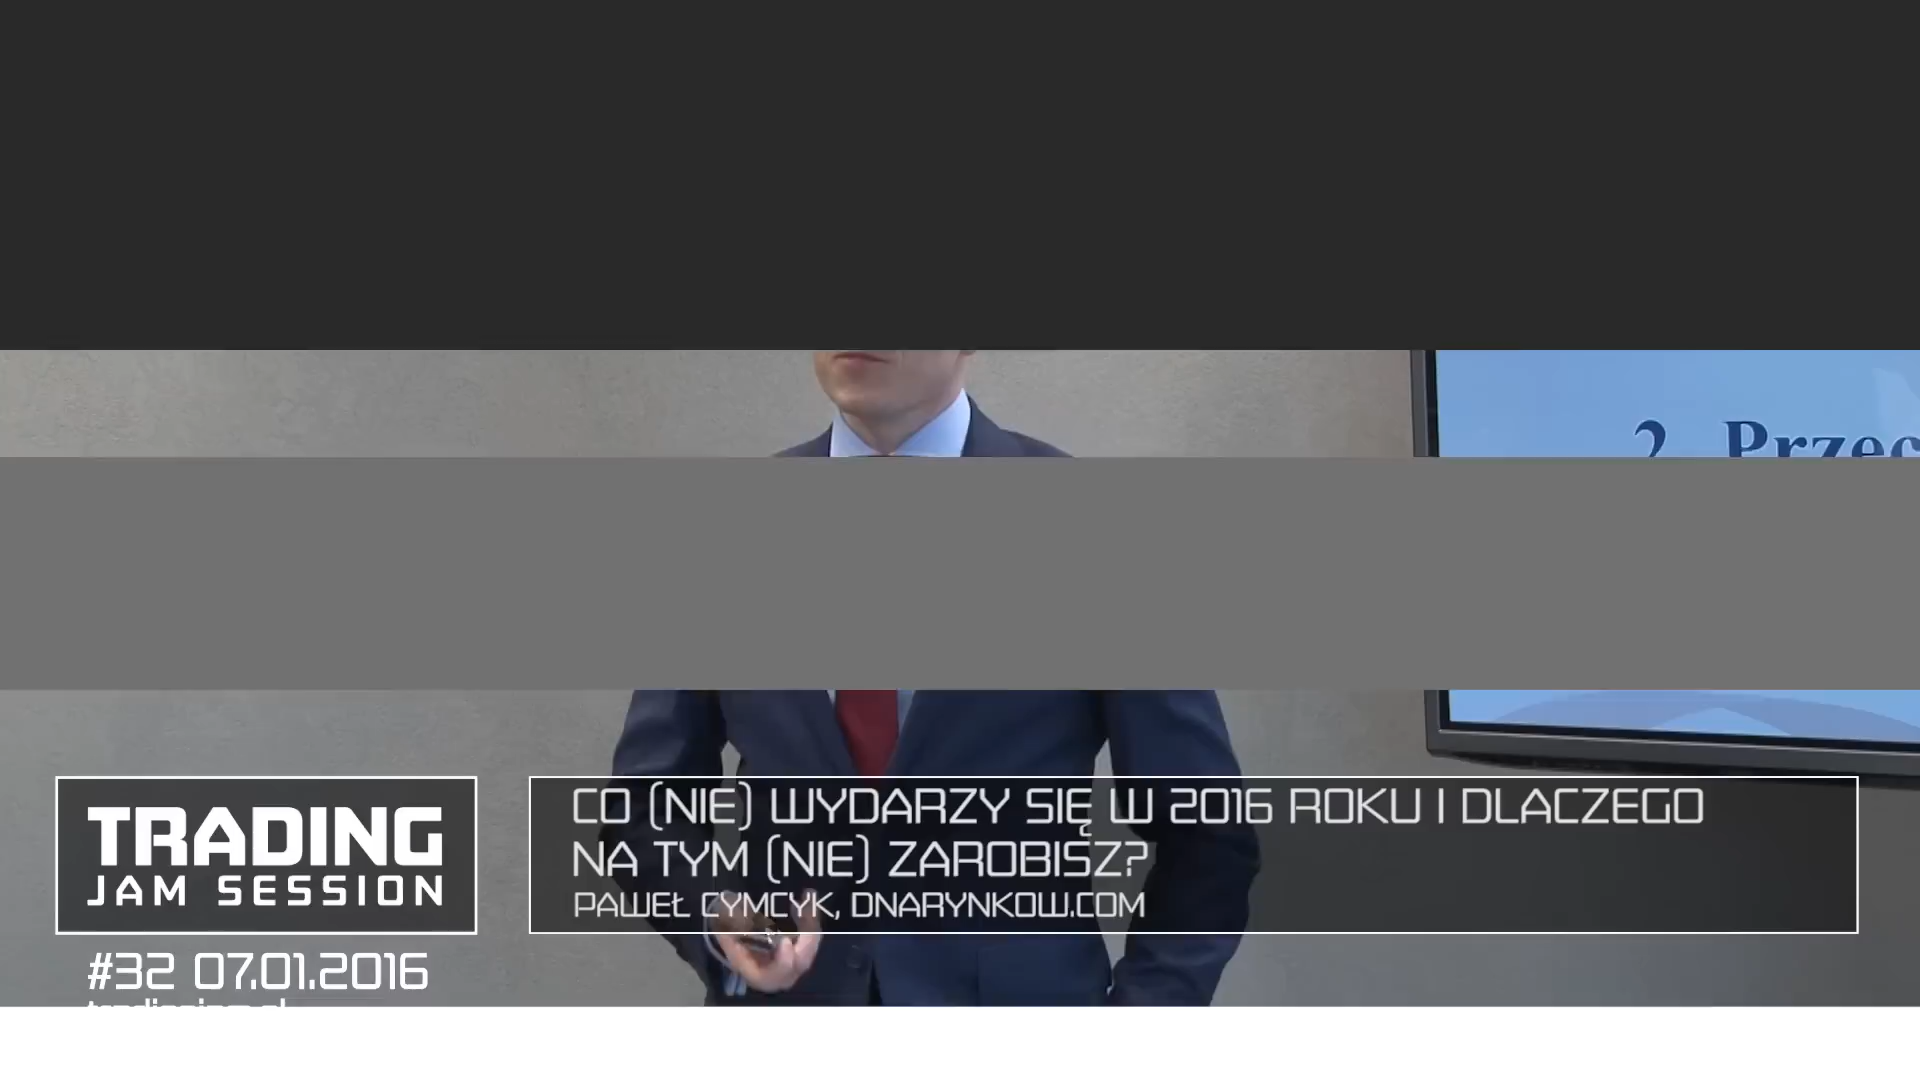 2. Przec
TRADING
JAM SESSION
CO (NIE) WYDARZY SIĘ W 2016 ROKU I DLACZEGO
NA TYM (NIE) ZAROBISZ?
PAWEŁ CYMCYK, DNARYNKOW.COM
#32 07.01.2016